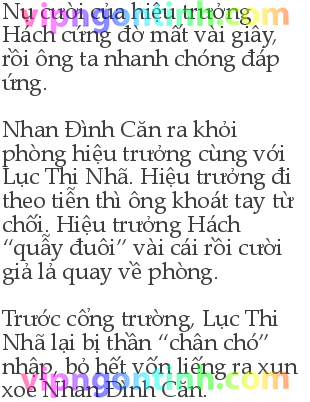 vipngontinh.com
Nụ cười của hiệu trưởng
Hách cứng đờ mất vài giây,
rồi ông ta nhanh chóng đáp
ứng.
Nhan Đình Căn ra khỏi
phòng hiệu trưởng cùng với
Lục Thi Nhã. Hiệu trưởng đi
theo tiễn thì ông khoát tay từ
chối. Hiệu trưởng Hách
“quẫy đuôi” vài cái rồi cười
giả lả quay về phòng.
Trước cổng trường, Lục Thi
Nhã lại bị thần “chân chó”
nhập, bỏ hết vốn liếng ra xun
xoe Nhan Đình Căn.
vipngontinh.com